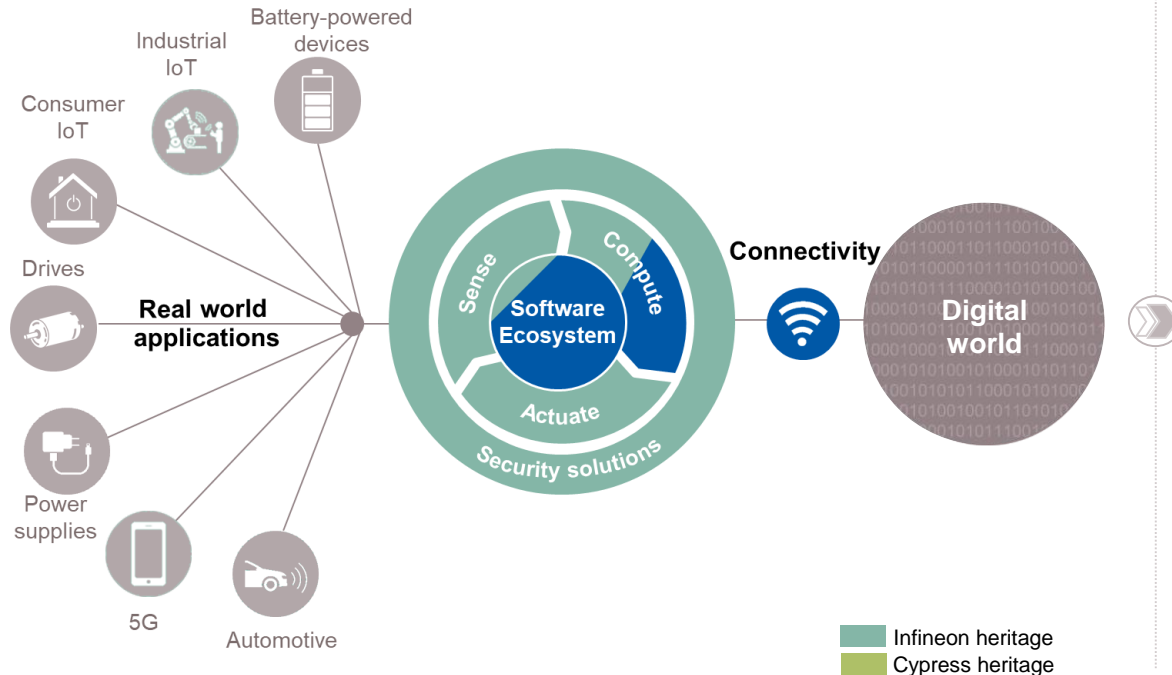 Battery-powered
devices
Industrial
IoT
Consumer
IoT
Drives
Real world
applications
Power
supplies
5G
Automotive
Sense
Compute
Software
Ecosystem
Actuate
Security solutions
Connectivity
Digital
world
Infineon heritage
Cypress heritage